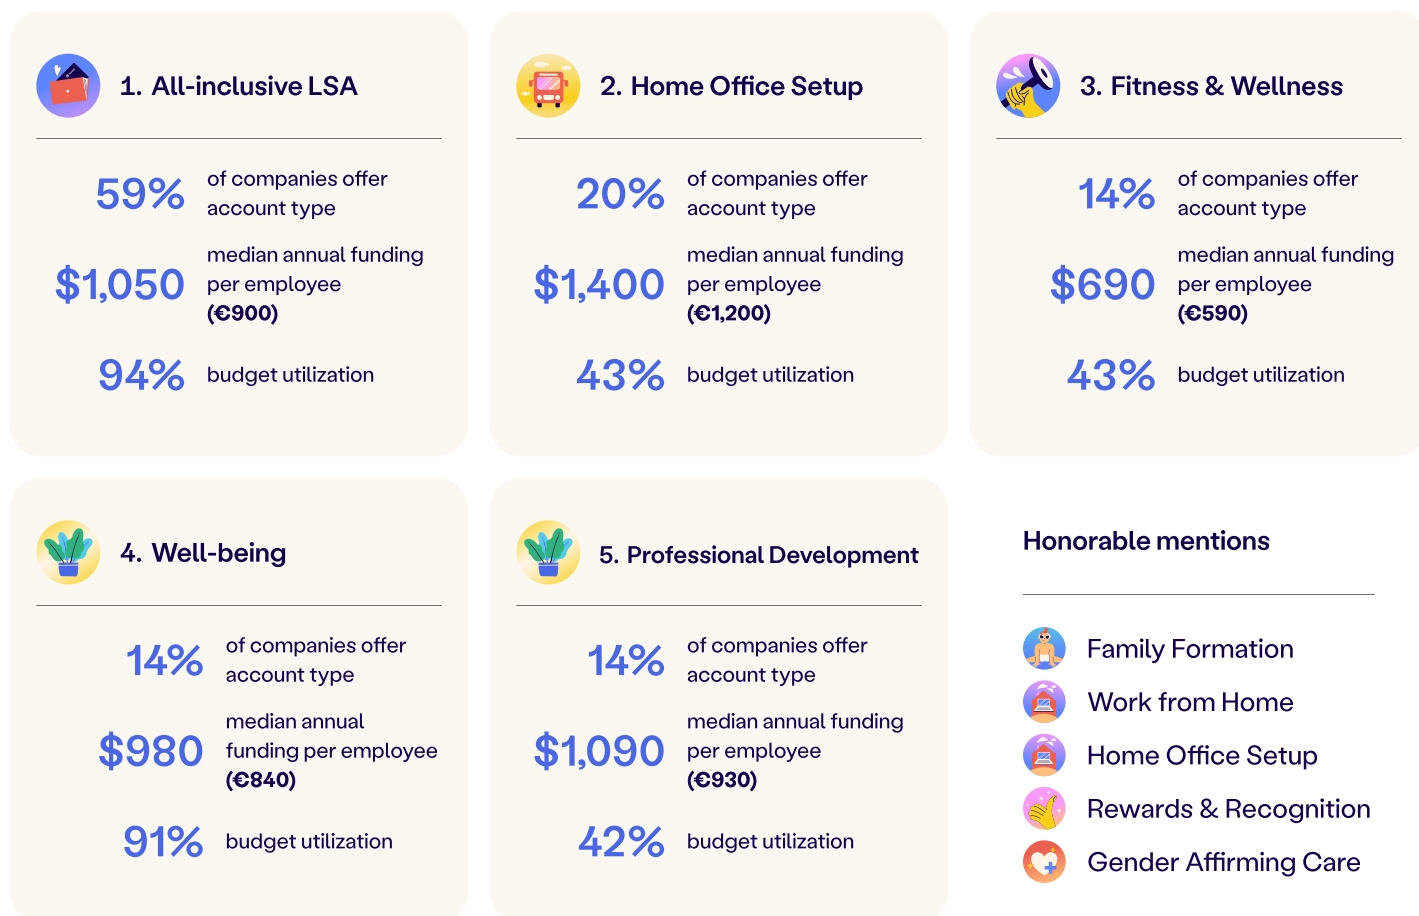 1. All-inclusive LSA
59%
of companies offer
account type
$1,050
median annual funding
per employee
(€900)
94%
budget utilization
2. Home Office Setup
20%
of companies offer
account type
$1,400
median annual funding
per employee
(€1,200)
43%
budget utilization
3. Fitness & Wellness
14%
of companies offer
account type
$690
median annual funding
per employee
(€590)
43%
budget utilization
4. Well-being
14%
of companies offer
account type
$980
median annual
funding per employee
(€840)
91%
budget utilization
5. Professional Development
14%
of companies offer
account type
$1,090
median annual funding
per employee
(€930)
42%
budget utilization
Honorable mentions
Family Formation
Work from Home
Home Office Setup
Rewards & Recognition
Gender Affirming Care